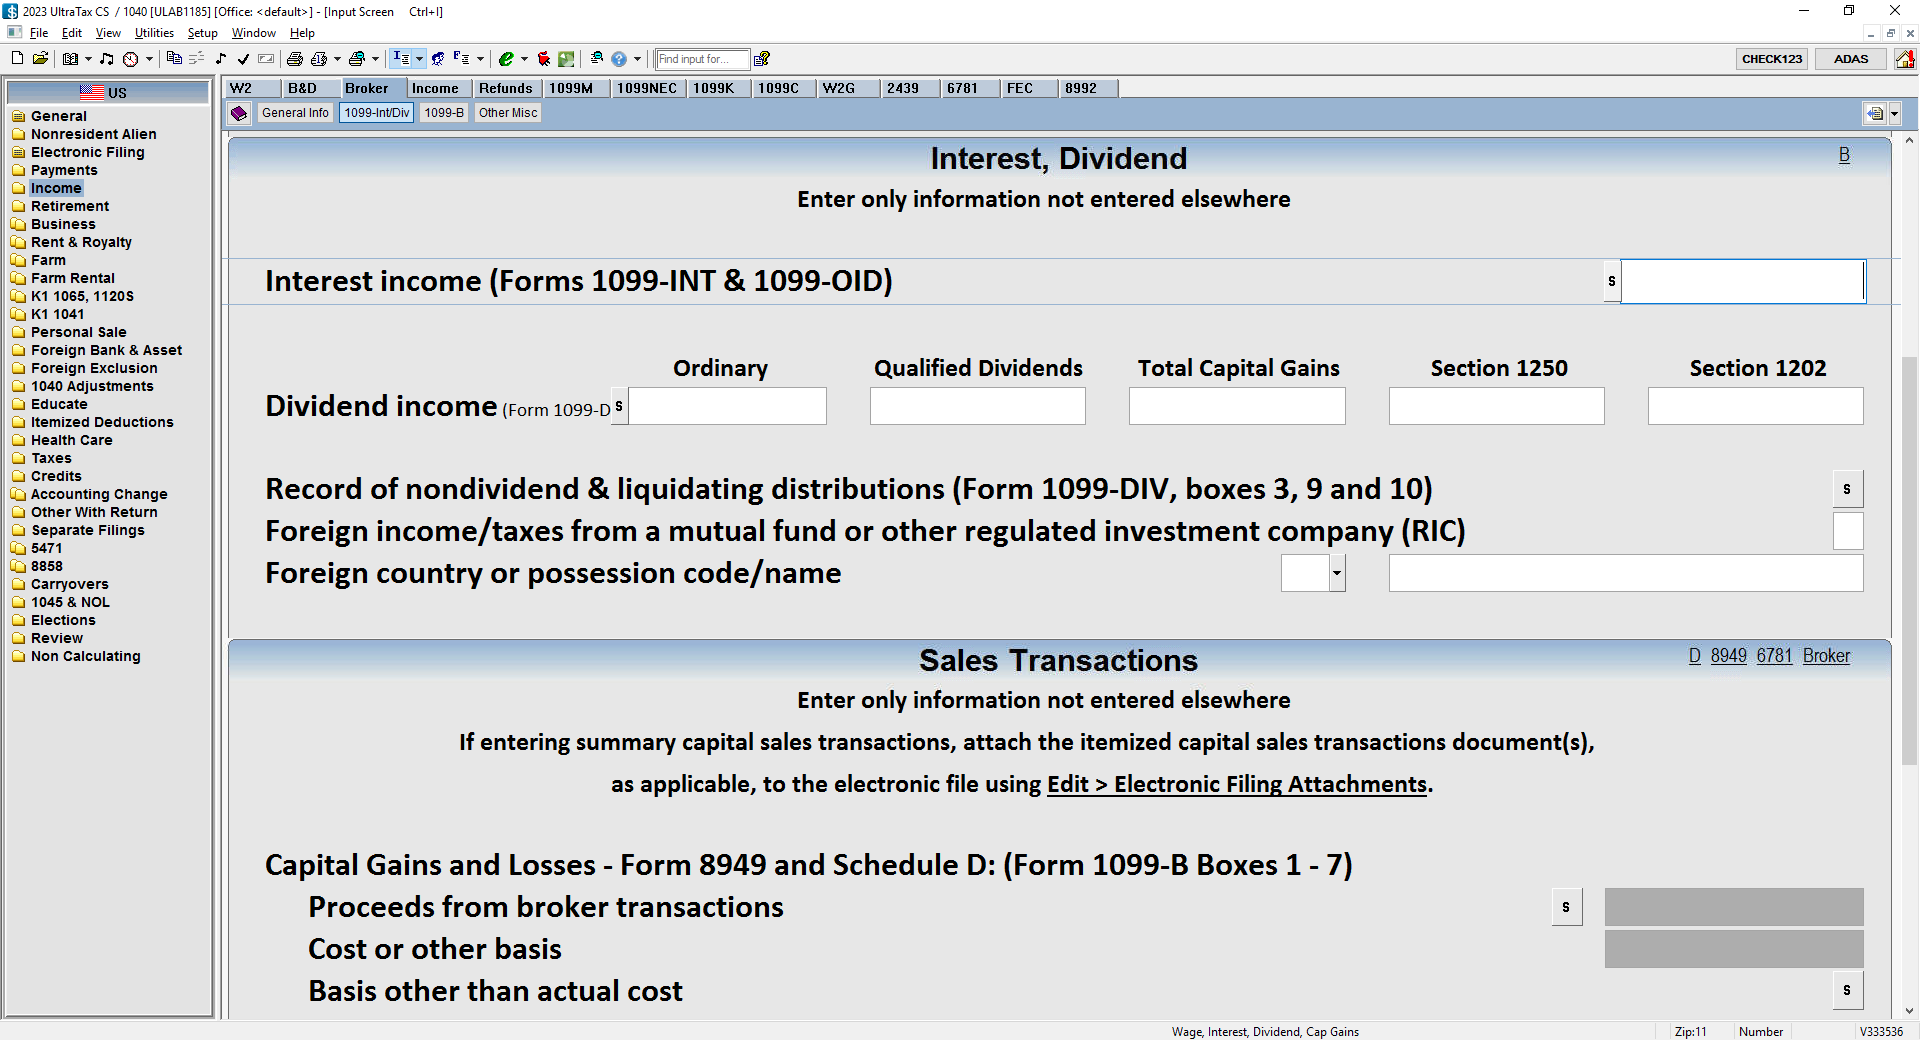 2023 UltraTax CS / 1040 [ULAB1185] [Office: <default>] - [Input Screen Ctrl+I]
File Edit View Utilities Setup Window Help
Find input for...
CHECK123 ADAS
US
General
Nonresident Alien
Electronic Filing
Payments
Income
Retirement
Business
Rent & Royalty
Farm
Farm Rental
K1 1065, 1120S
K1 1041
Personal Sale
Foreign Bank & Asset
Foreign Exclusion
1040 Adjustments
Educate
Itemized Deductions
Health Care
Taxes
Credits
Accounting Change
Other With Return
Separate Filings
5471
8858
Carryovers
1045 & NOL
Elections
Review
Non Calculating
W2 B&D Broker Income Refunds 1099M 1099NEC 1099K 1099C W2G 2439 6781 FEC 8992
General Info 1099-Int/Div 1099-B Other Misc
Interest, Dividend B
Enter only information not entered elsewhere
Interest income (Forms 1099-INT & 1099-OID) S
Ordinary Qualified Dividends Total Capital Gains Section 1250 Section 1202
Dividend income (Form 1099-D S
Record of nondividend & liquidating distributions (Form 1099-DIV, boxes 3, 9 and 10) S
Foreign income/taxes from a mutual fund or other regulated investment company (RIC)
Foreign country or possession code/name
Sales Transactions D 8949 6781 Broker
Enter only information not entered elsewhere
If entering summary capital sales transactions, attach the itemized capital sales transactions document(s),
as applicable, to the electronic file using Edit > Electronic Filing Attachments.
Capital Gains and Losses - Form 8949 and Schedule D: (Form 1099-B Boxes 1 - 7)
Proceeds from broker transactions S
Cost or other basis
Basis other than actual cost S
Wage, Interest, Dividend, Cap Gains Zip:11 Number V333536